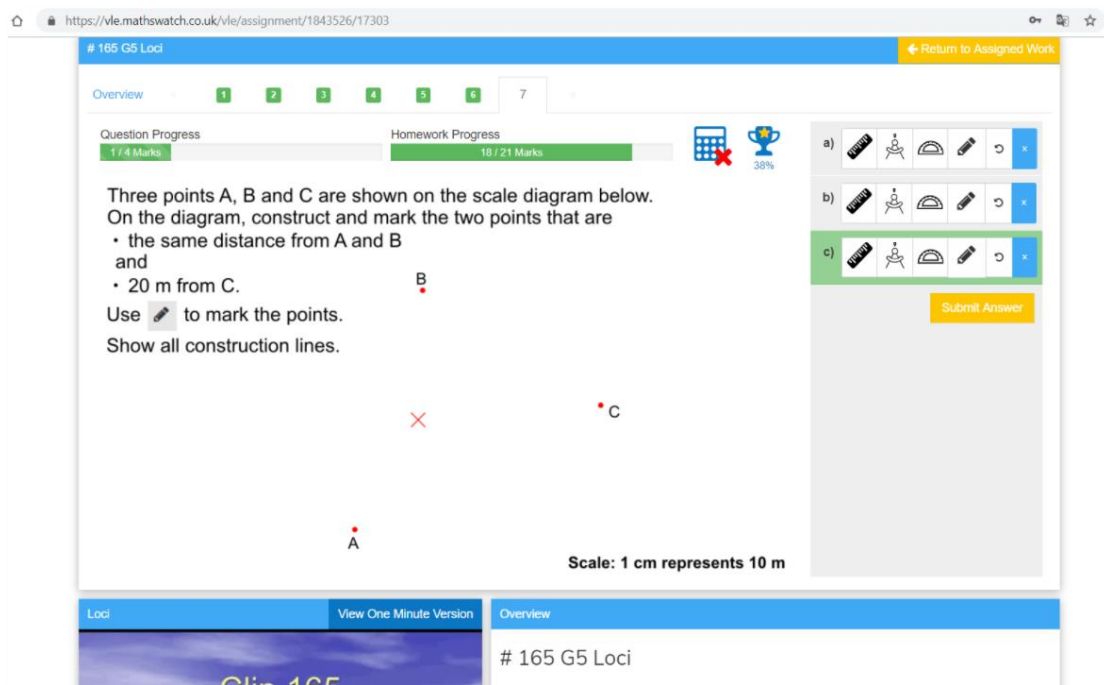 https://vle.mathswatch.co.uk/vle/assignment/1843526/17303
# 165 G5 Loci
Return to Assigned Work
Overview 1 2 3 4 5 6 7
Question Progress
1 / 4 Marks
Homework Progress
18 / 21 Marks
38%
Three points A, B and C are shown on the scale diagram below.
On the diagram, construct and mark the two points that are
• the same distance from A and B
and
• 20 m from C.
Use to mark the points.
Show all construction lines.
B
C
A
Scale: 1 cm represents 10 m
a)
b)
c)
Submit Answer
Loci
View One Minute Version
Clip 165
Overview
# 165 G5 Loci